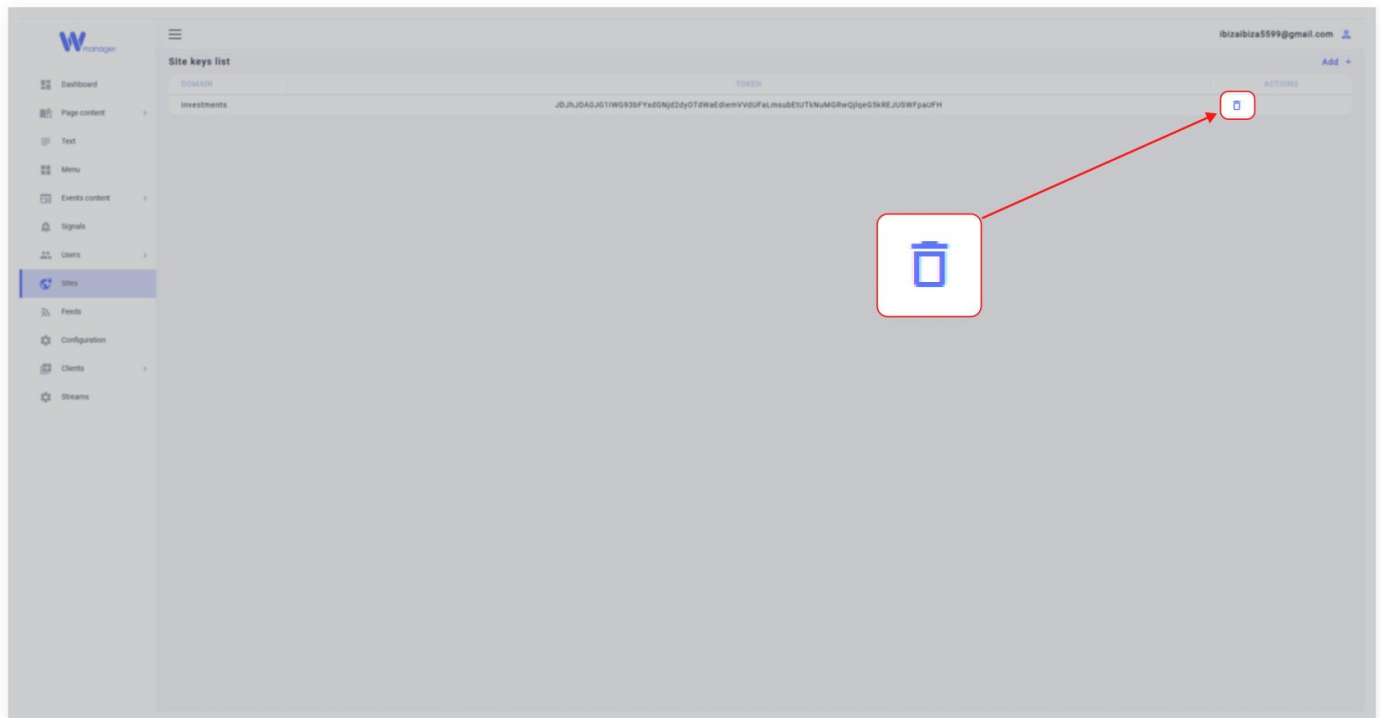 W manager
ibizaibiza5599@gmail.com
Site keys list
Add +
DOMAIN TOKEN ACTIONS
investments
Dashboard
Page content
Text
Menu
Events content
Signals
Users
Sites
Feeds
Configuration
Clients
Streams